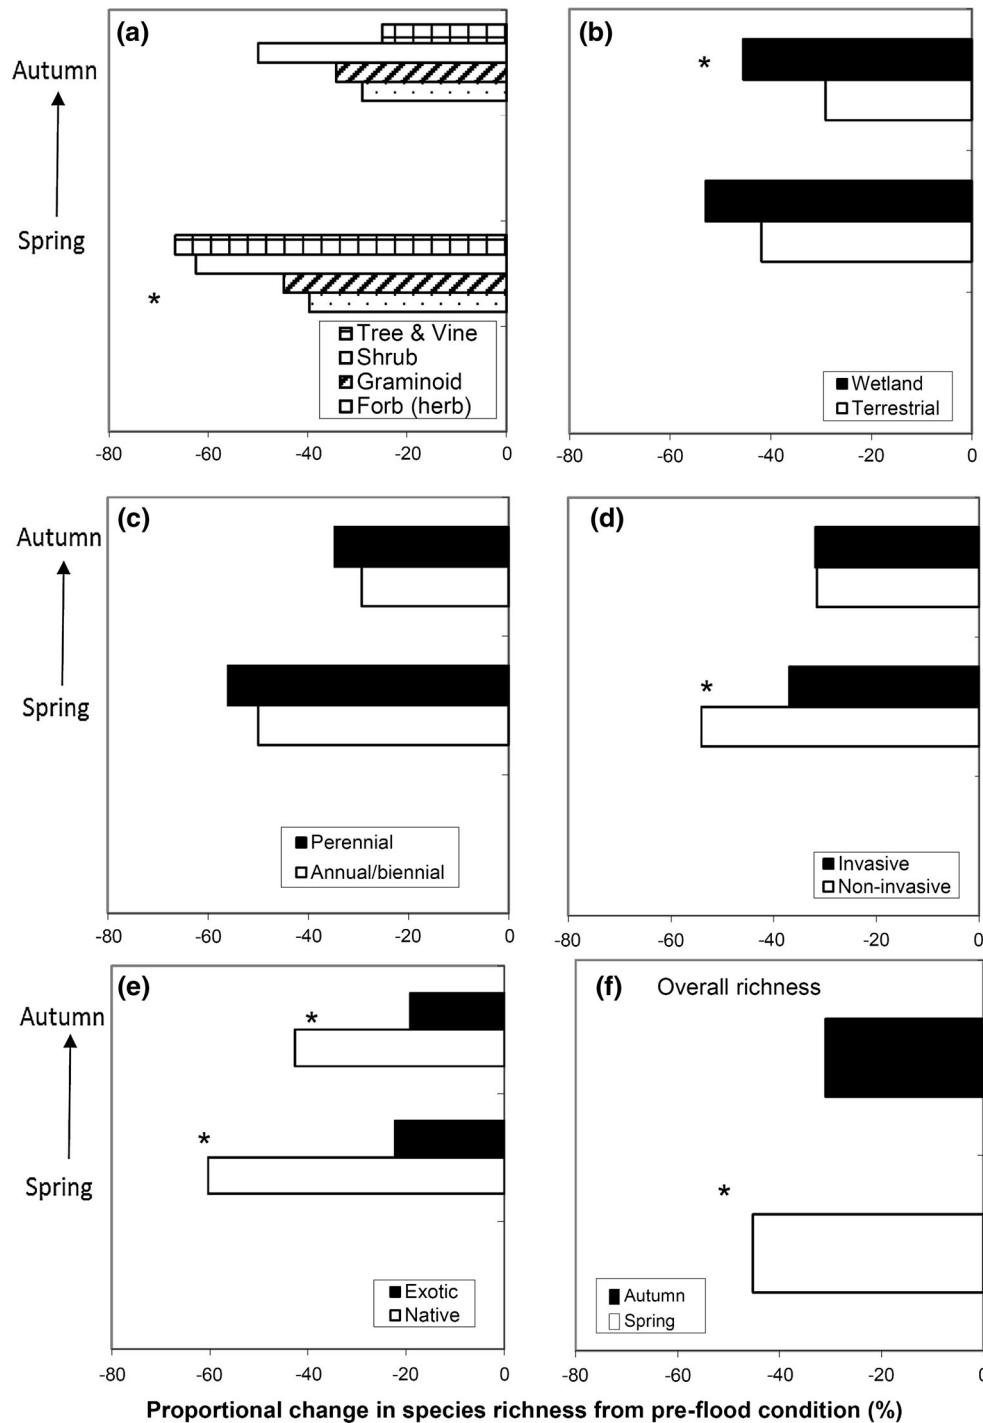 (a)
Autumn
Spring
*
Tree & Vine
Shrub
Graminoid
Forb (herb)
-80 -60 -40 -20 0
(b)
*
Wetland
Terrestrial
-80 -60 -40 -20 0
(c)
Autumn
Spring
Perennial
Annual/biennial
-80 -60 -40 -20 0
(d)
*
Invasive
Non-invasive
-80 -60 -40 -20 0
(e)
Autumn
*
*
Spring
Exotic
Native
-80 -60 -40 -20 0
(f) Overall richness
*
Autumn
Spring
-80 -60 -40 -20 0
Proportional change in species richness from pre-flood condition (%)